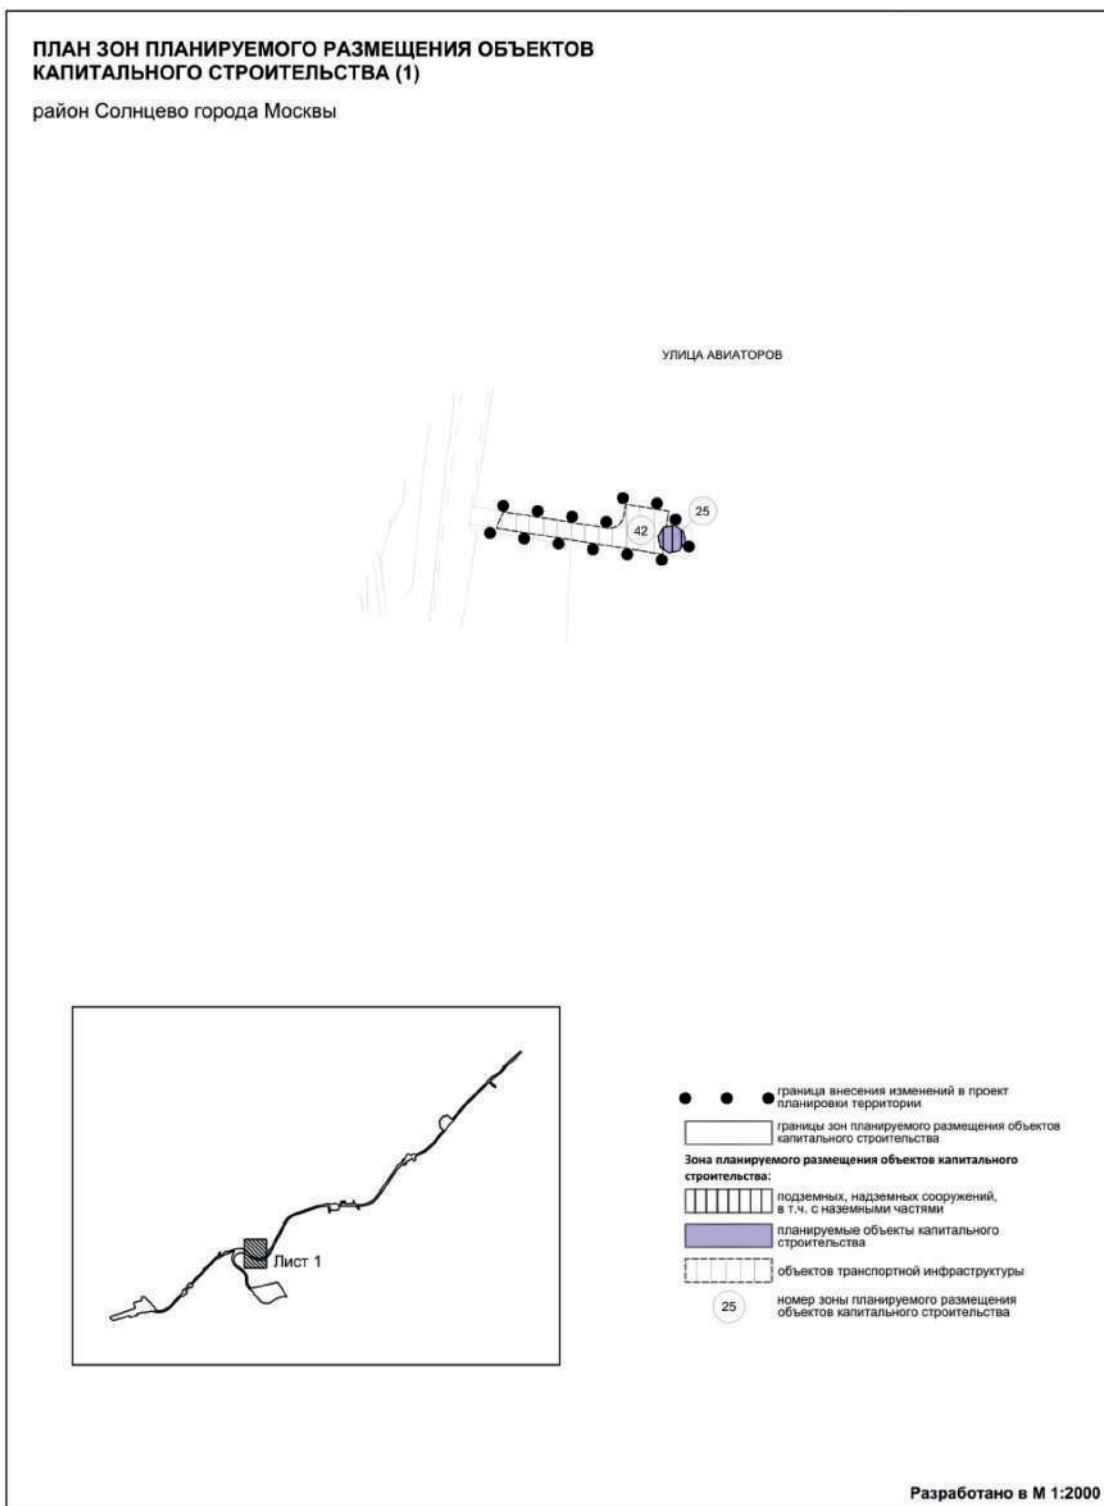 ПЛАН ЗОН ПЛАНИРУЕМОГО РАЗМЕЩЕНИЯ ОБЪЕКТОВ
КАПИТАЛЬНОГО СТРОИТЕЛЬСТВА (1)
район Солнцево города Москвы
УЛИЦА АВИАТОРОВ
25
42
Лист 1
граница внесения изменений в проект
планировки территории
границы зон планируемого размещения объектов
капитального строительства
Зона планируемого размещения объектов капитального
строительства:
подземных, надземных сооружений,
в т.ч. с наземными частями
планируемые объекты капитального
строительства
объектов транспортной инфраструктуры
25
номер зоны планируемого размещения
объектов капитального строительства
Разработано в М 1:2000